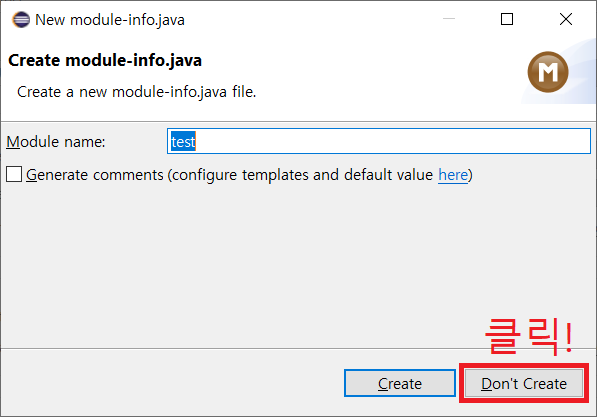 New module-info.java
Create module-info.java
Create a new module-info.java file.
M
Module name: test
Generate comments (configure templates and default value here)
클릭!
Create Don't Create